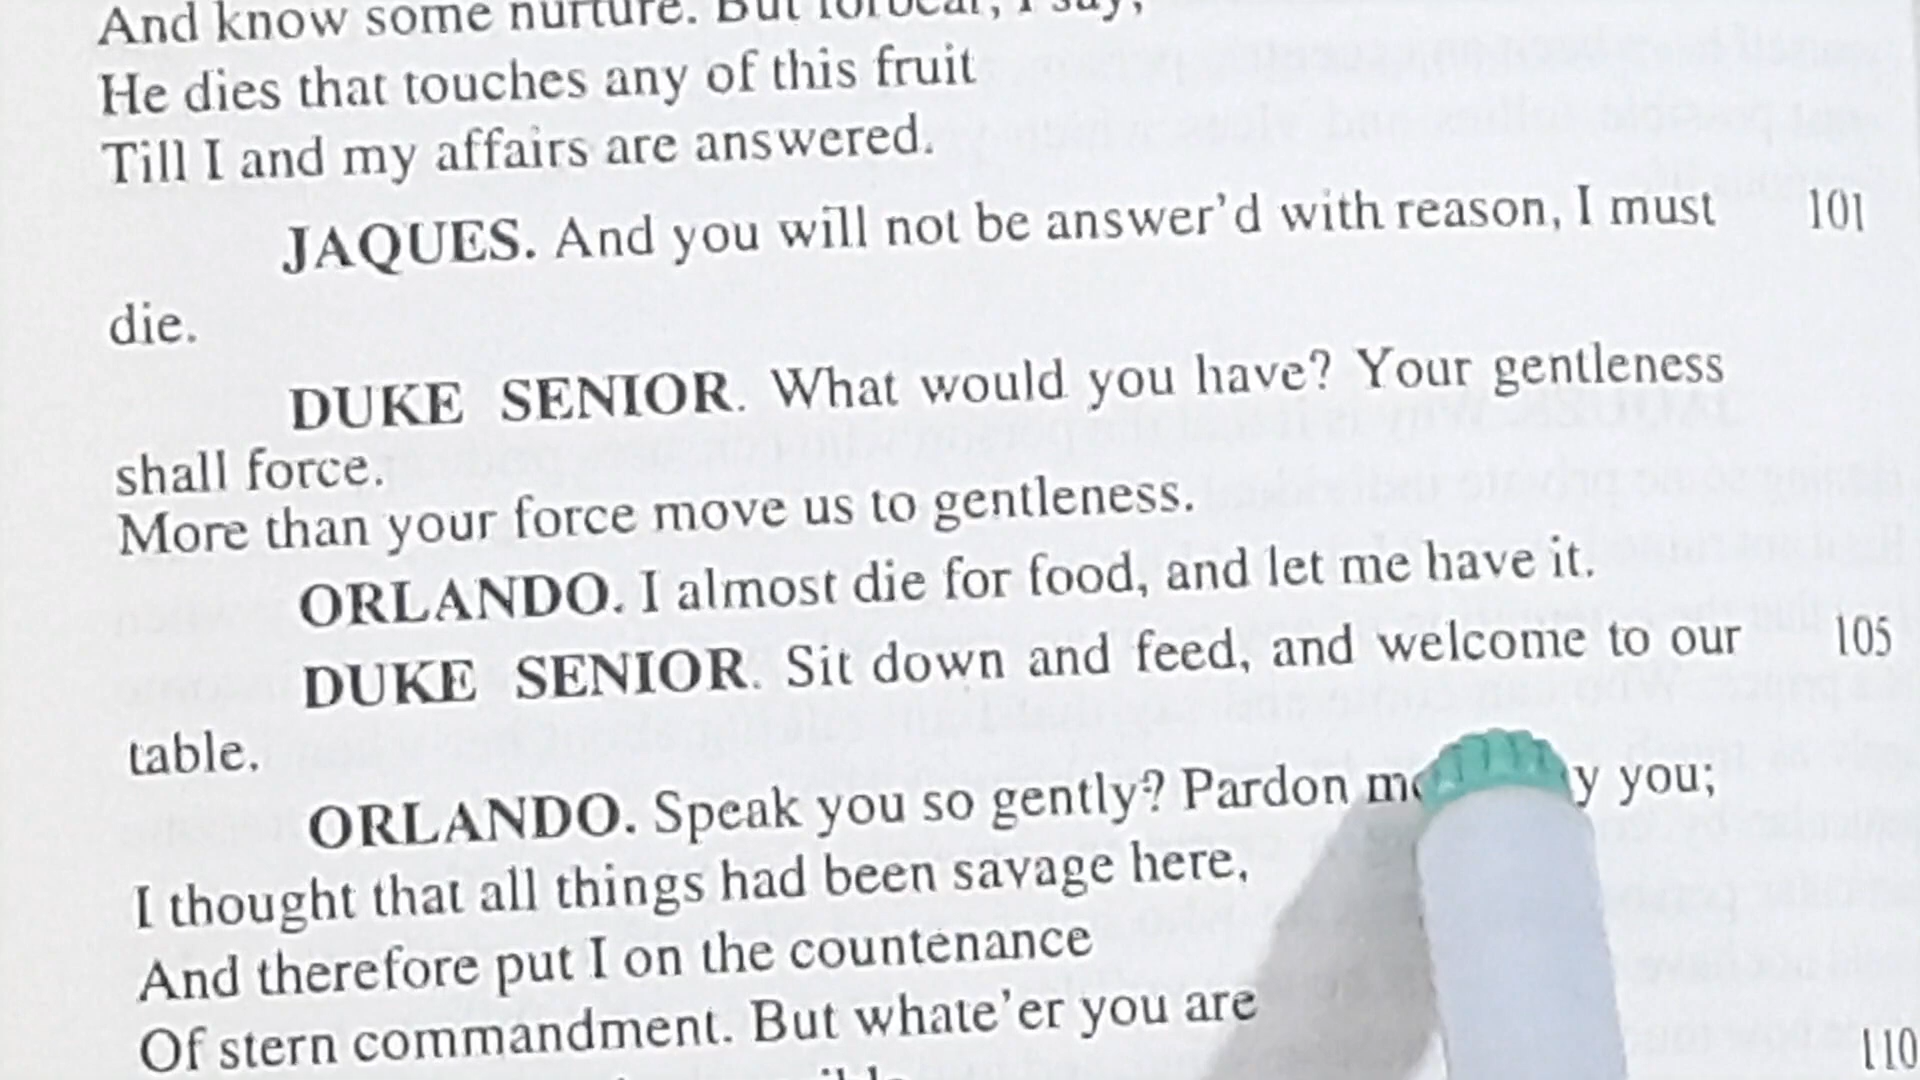 And know some nurture. But forbear, I say,
He dies that touches any of this fruit
Till I and my affairs are answered.
JAQUES. And you will not be answer'd with reason, I must 101
die.
DUKE SENIOR. What would you have? Your gentleness
shall force.
More than your force move us to gentleness.
ORLANDO. I almost die for food, and let me have it.
DUKE SENIOR. Sit down and feed, and welcome to our 105
table.
ORLANDO. Speak you so gently? Pardon you;
I thought that all things had been savage here,
And therefore put I on the countenance
Of stern commandment. But whate'er you are
110